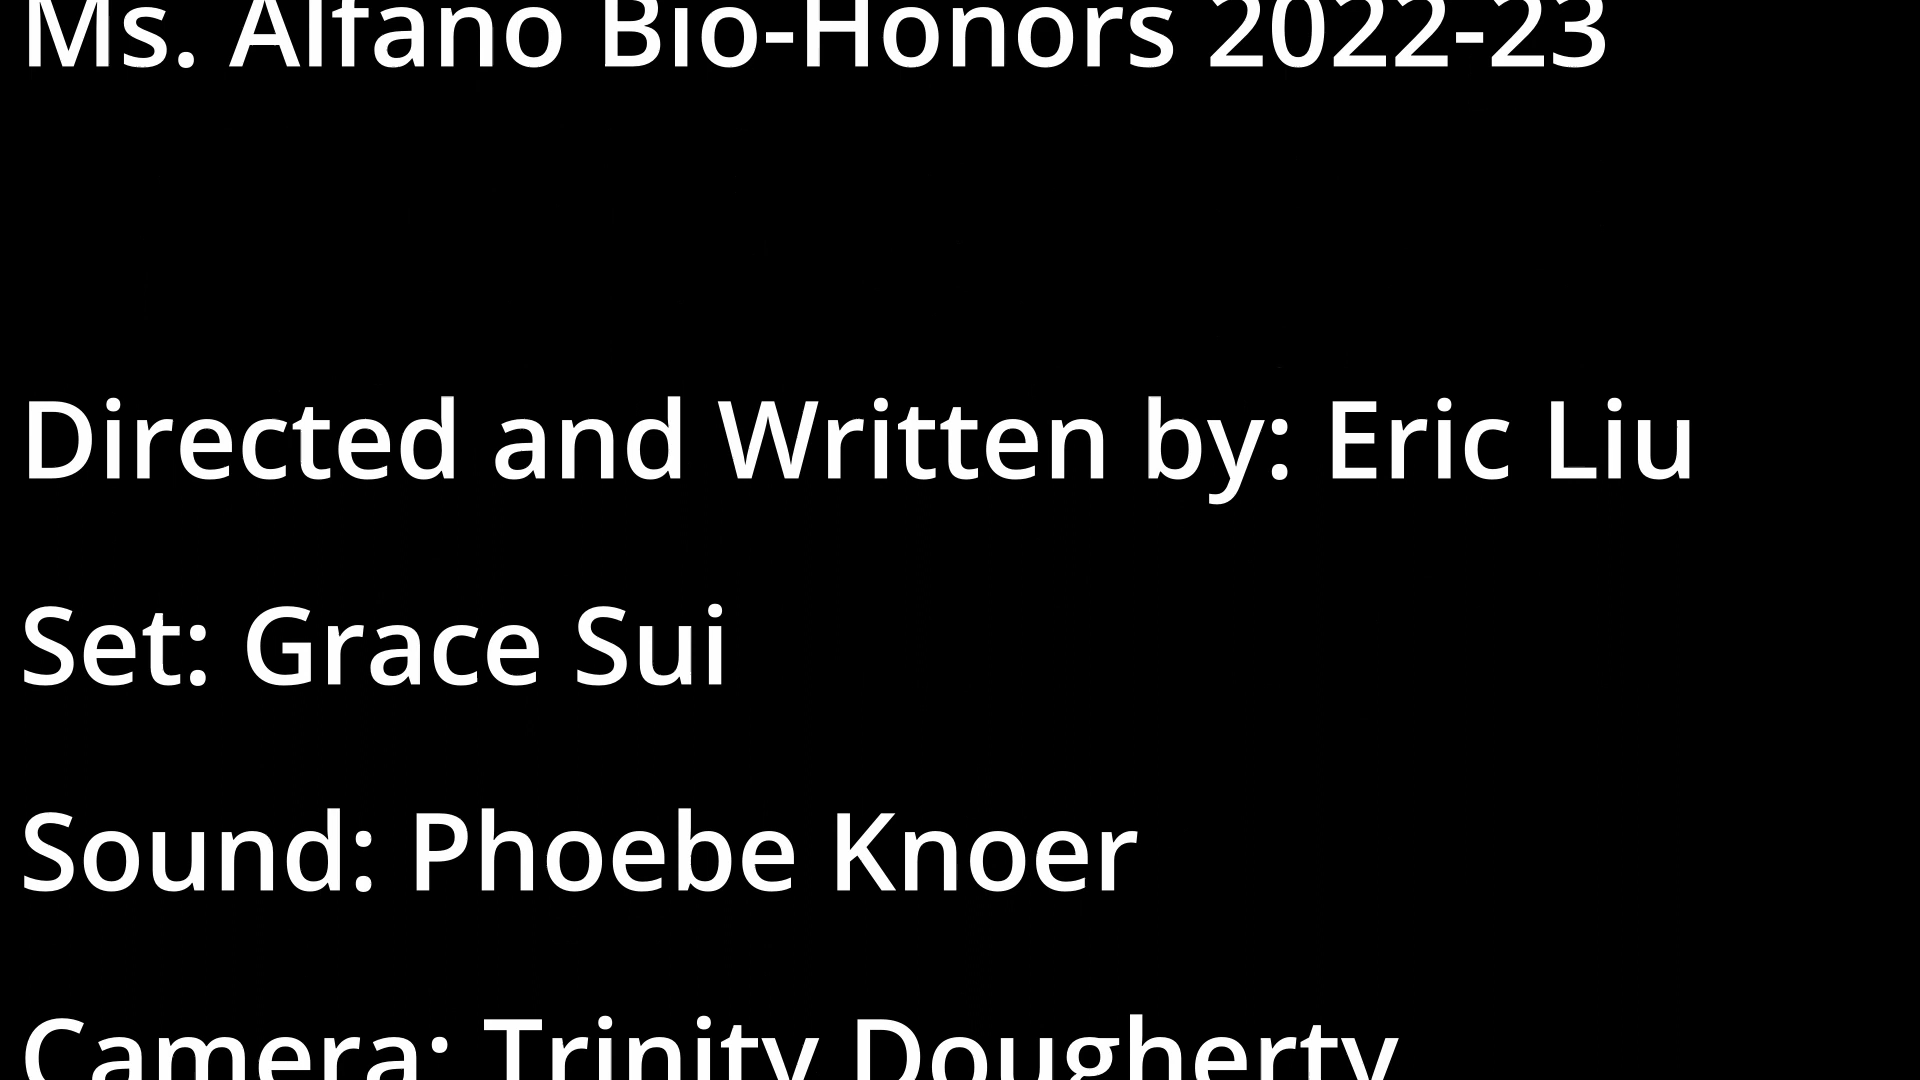 Ms. Alfano Bio-Honors 2022-23
Directed and Written by: Eric Liu
Set: Grace Sui
Sound: Phoebe Knoer
Camera: Trinity Dougherty